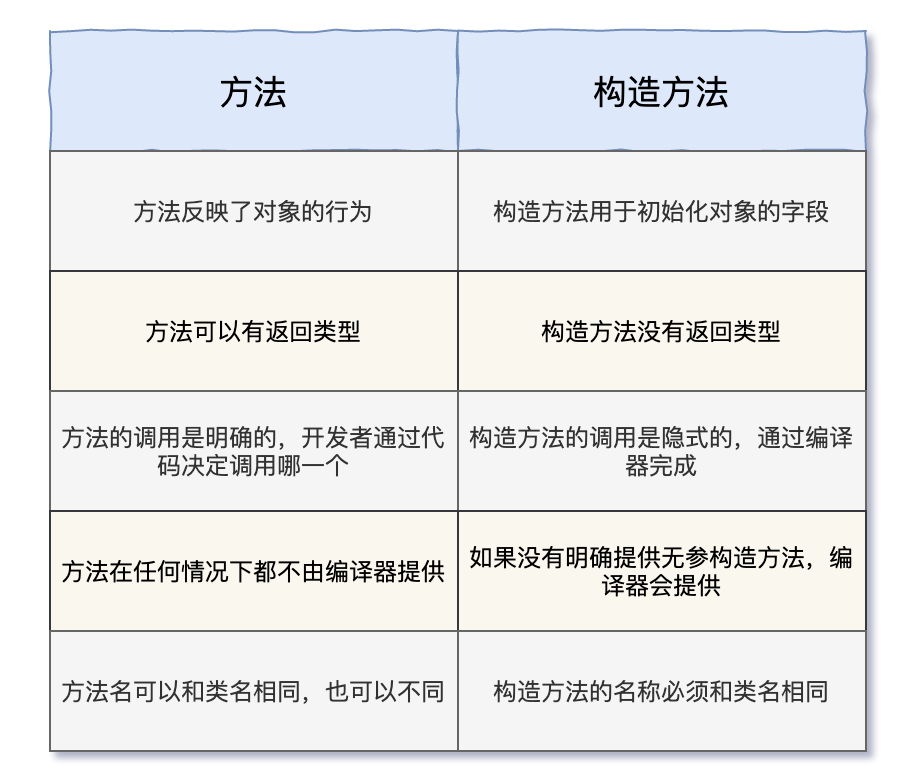 方法
构造方法
方法反映了对象的行为
构造方法用于初始化对象的字段
方法可以有返回类型
构造方法没有返回类型
方法的调用是明确的，开发者通过代
码决定调用哪一个
构造方法的调用是隐式的，通过编译
器完成
方法在任何情况下都不由编译器提供
如果没有明确提供无参构造方法，编
译器会提供
方法名可以和类名相同，也可以不同
构造方法的名称必须和类名相同